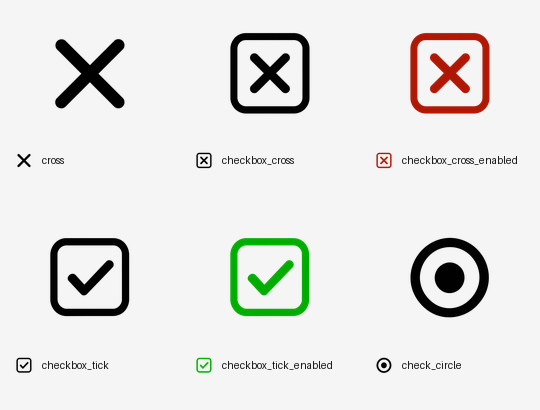 cross
checkbox_cross
checkbox_cross_enabled
checkbox_tick
checkbox_tick_enabled
check_circle